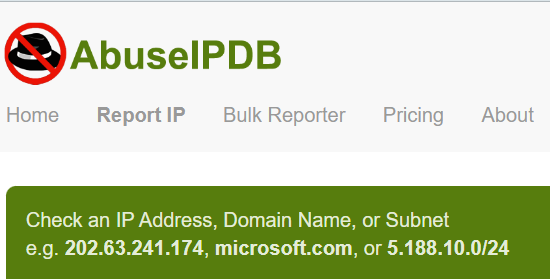 AbuseIPDB
Home Report IP Bulk Reporter Pricing About
Check an IP Address, Domain Name, or Subnet
e.g. 202.63.241.174, microsoft.com, or 5.188.10.0/24